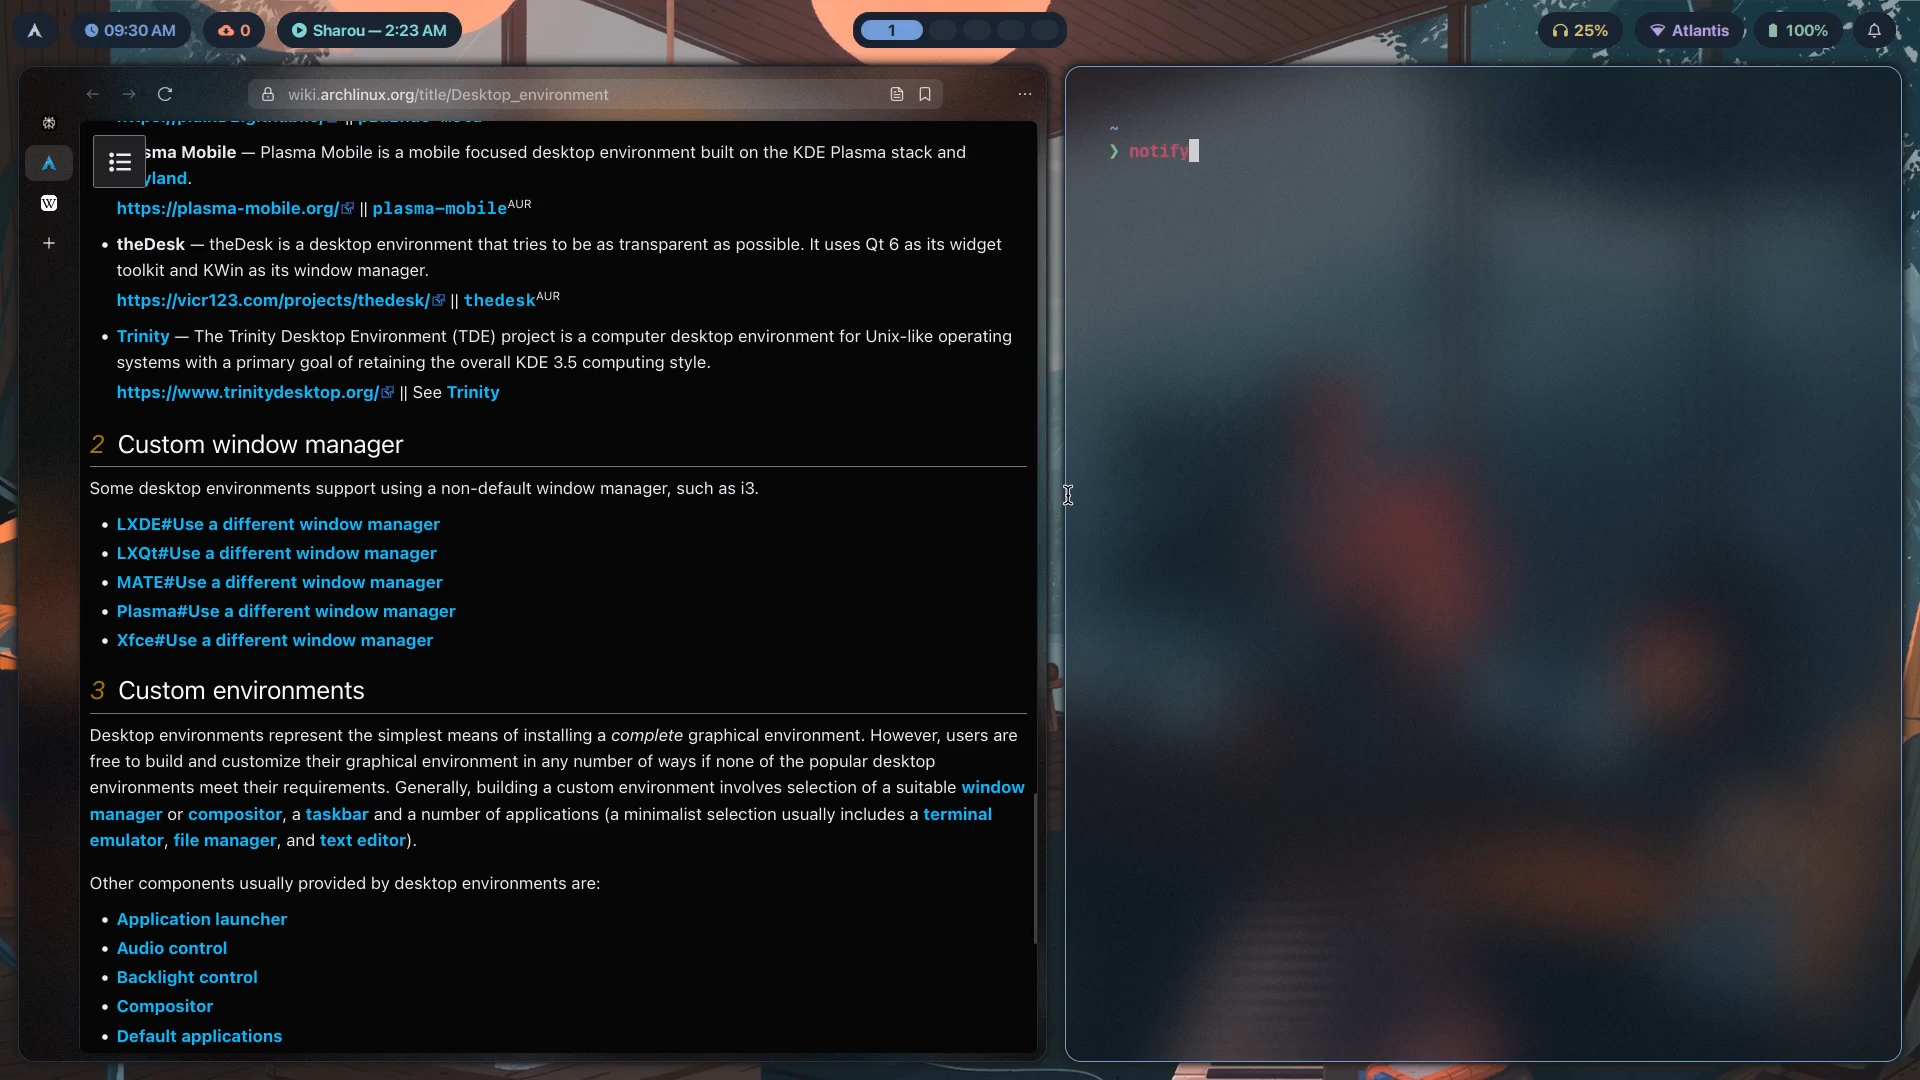 09:30 AM
0
Sharou — 2:23 AM
1
25%
Atlantis
100%
wiki.archlinux.org/title/Desktop_environment
sma Mobile — Plasma Mobile is a mobile focused desktop environment built on the KDE Plasma stack and
yland.
https://plasma-mobile.org/ || plasma-mobileAUR
• theDesk — theDesk is a desktop environment that tries to be as transparent as possible. It uses Qt 6 as its widget
toolkit and KWin as its window manager.
https://vicr123.com/projects/thedesk/ || thedeskAUR
• Trinity — The Trinity Desktop Environment (TDE) project is a computer desktop environment for Unix-like operating
systems with a primary goal of retaining the overall KDE 3.5 computing style.
https://www.trinitydesktop.org/ || See Trinity
2 Custom window manager
Some desktop environments support using a non-default window manager, such as i3.
• LXDE#Use a different window manager
• LXQt#Use a different window manager
• MATE#Use a different window manager
• Plasma#Use a different window manager
• Xfce#Use a different window manager
3 Custom environments
Desktop environments represent the simplest means of installing a complete graphical environment. However, users are
free to build and customize their graphical environment in any number of ways if none of the popular desktop
environments meet their requirements. Generally, building a custom environment involves selection of a suitable window
manager or compositor, a taskbar and a number of applications (a minimalist selection usually includes a terminal
emulator, file manager, and text editor).
Other components usually provided by desktop environments are:
• Application launcher
• Audio control
• Backlight control
• Compositor
• Default applications
W
~
❯ notify